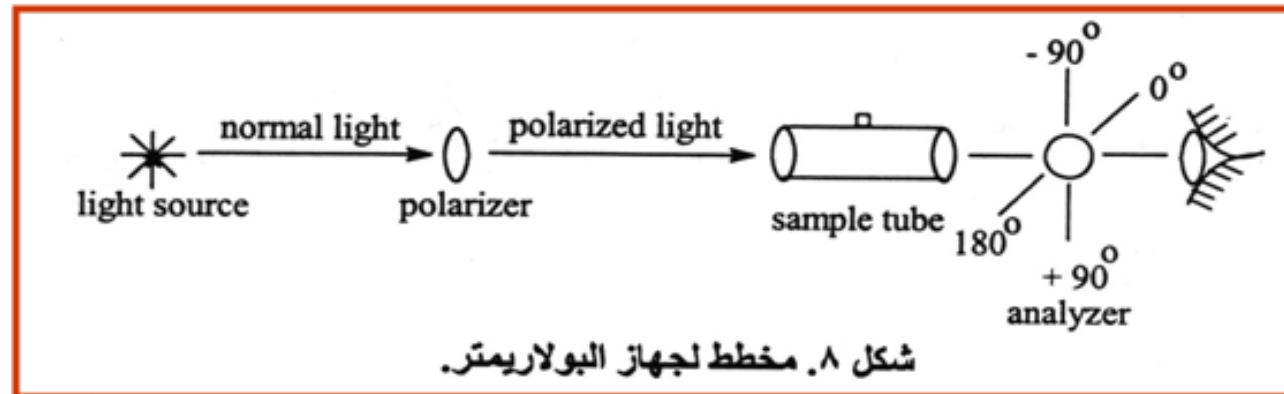 - 90°
0°
normal light
polarized light
light source
polarizer
sample tube
180°
+ 90°
analyzer
شكل ٨. مخطط لجهاز البولاريمتر.